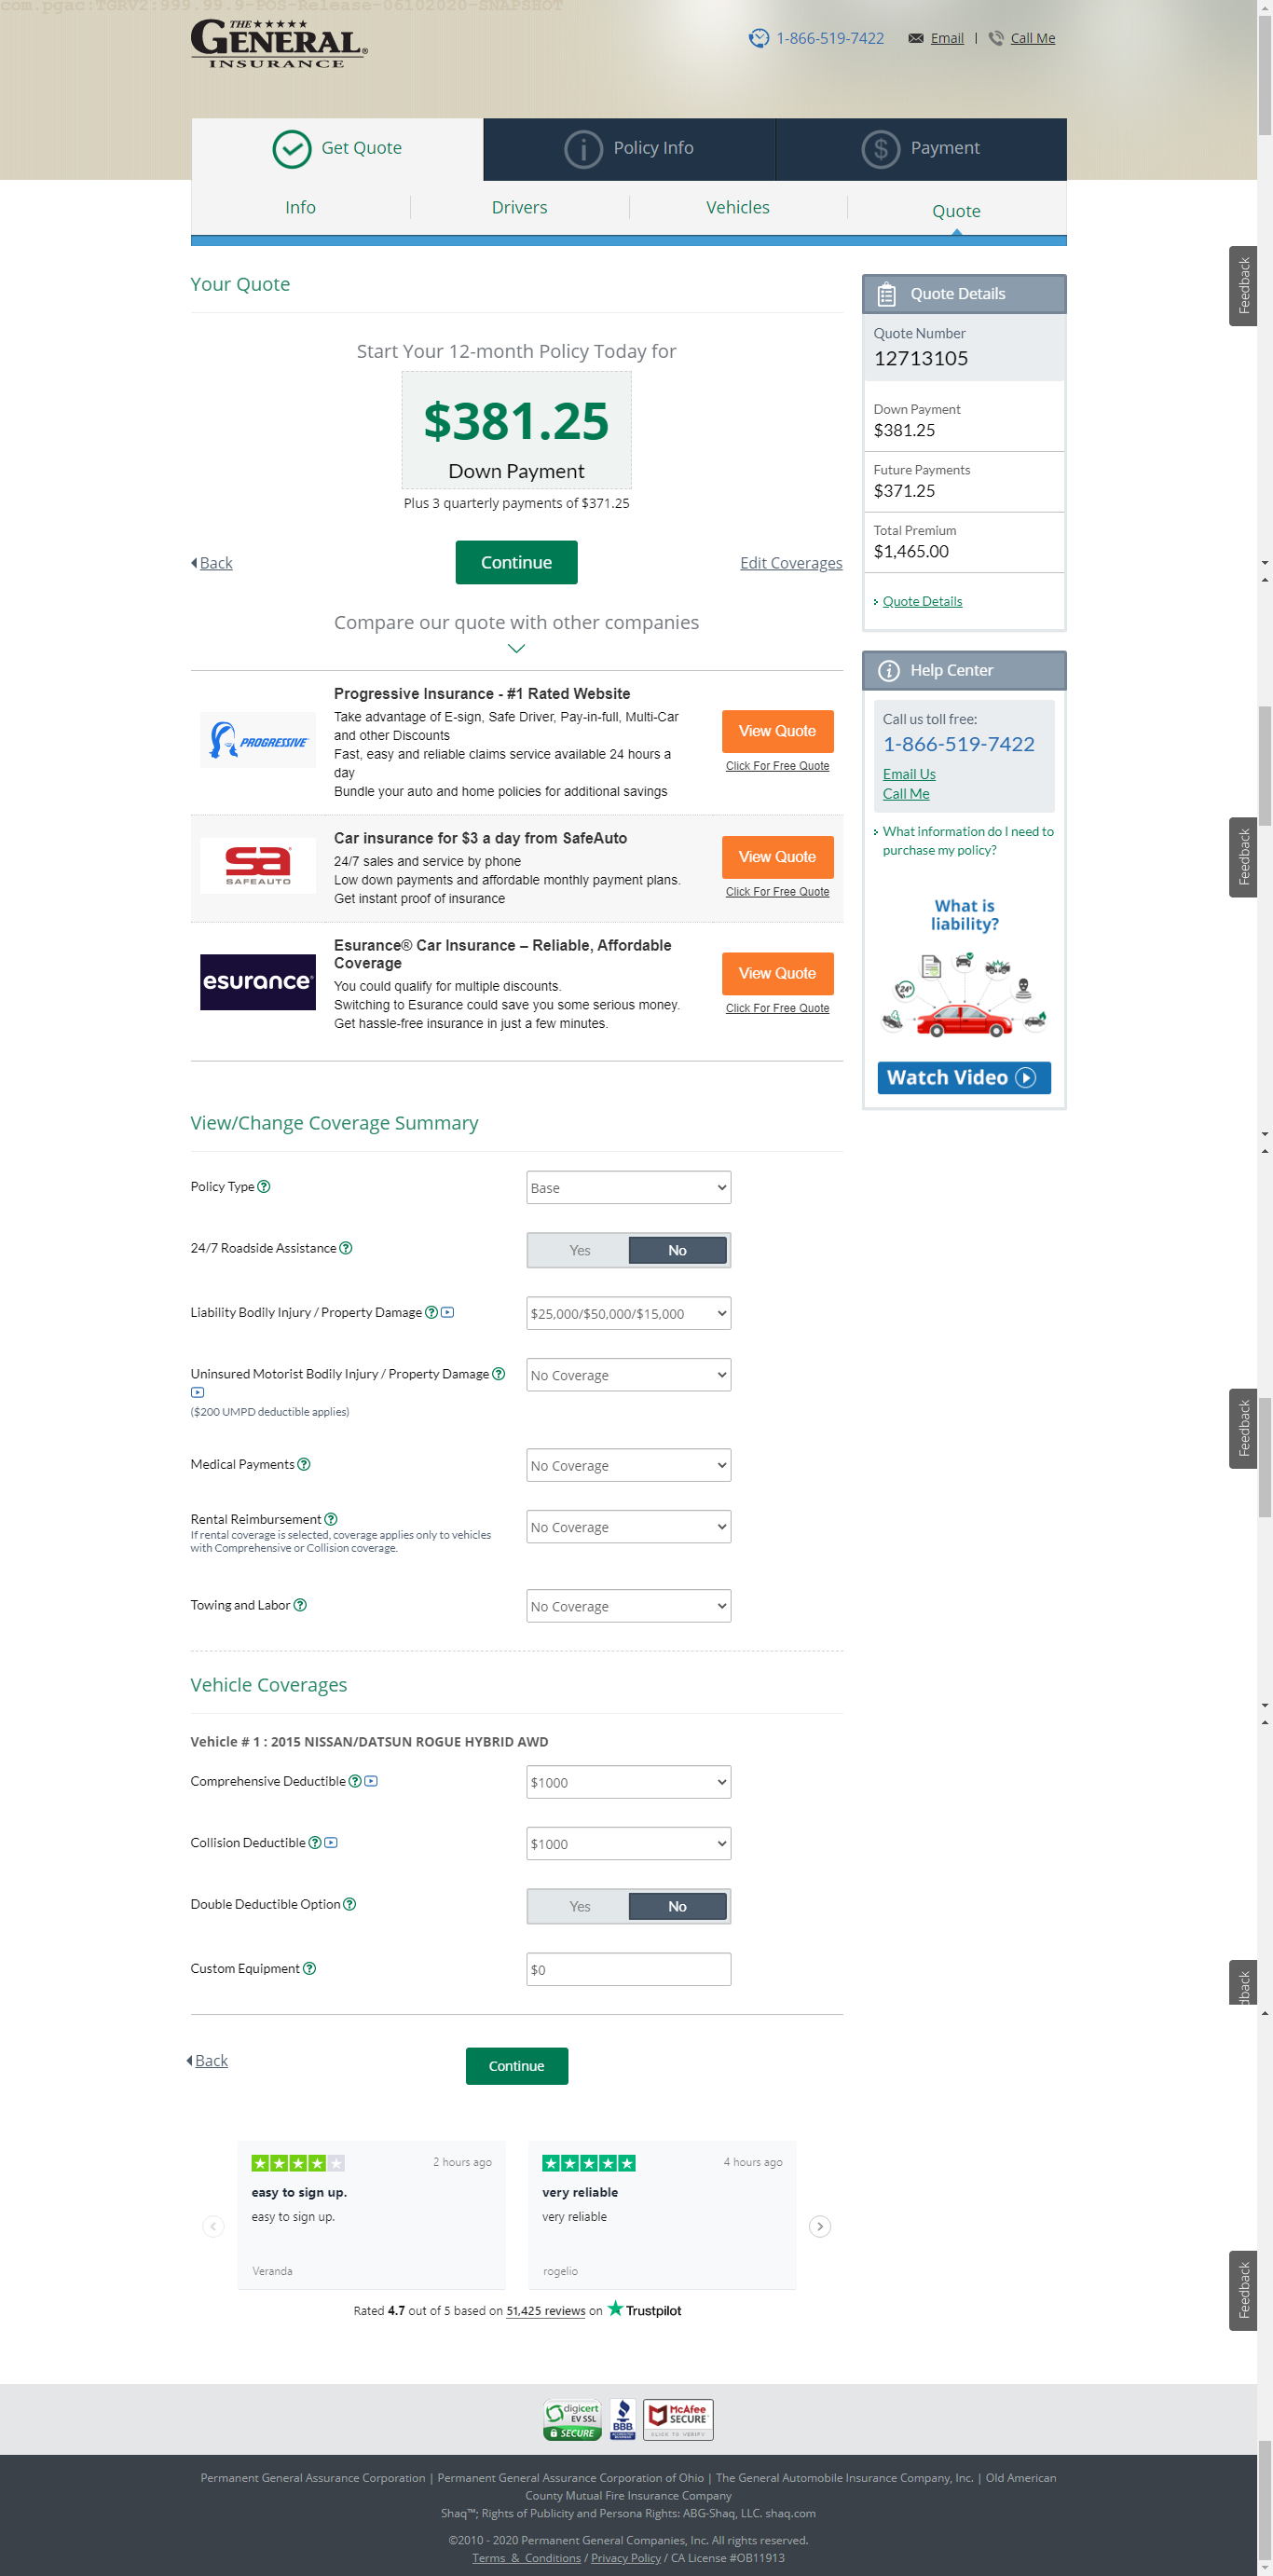 com.pgac:TGRV2:999.99.9-POS-Release-06102020-SNAPSHOT
THE
GENERAL®
INSURANCE
1-866-519-7422
Email | Call Me
Get Quote
Policy Info
Payment
Info
Drivers
Vehicles
Quote
Your Quote
Start Your 12-month Policy Today for
$381.25
Down Payment
Plus 3 quarterly payments of $371.25
Back
Continue
Edit Coverages
Quote Details
Quote Number
12713105
Down Payment
$381.25
Future Payments
$371.25
Total Premium
$1,465.00
Quote Details
Feedback
Compare our quote with other companies
PROGRESSIVE
Progressive Insurance - #1 Rated Website
Take advantage of E-sign, Safe Driver, Pay-in-full, Multi-Car
and other Discounts
Fast, easy and reliable claims service available 24 hours a
day
Bundle your auto and home policies for additional savings
View Quote
Click For Free Quote
sa
SAFEAUTO
Car insurance for $3 a day from SafeAuto
24/7 sales and service by phone
Low down payments and affordable monthly payment plans.
Get instant proof of insurance
View Quote
Click For Free Quote
esurance®
Esurance® Car Insurance – Reliable, Affordable
Coverage
You could qualify for multiple discounts.
Switching to Esurance could save you some serious money.
Get hassle-free insurance in just a few minutes.
View Quote
Click For Free Quote
Help Center
Call us toll free:
1-866-519-7422
Email Us
Call Me
What information do I need to
purchase my policy?
What is
liability?
24
Watch Video
Feedback
View/Change Coverage Summary
Policy Type
Base
24/7 Roadside Assistance
Yes
No
Liability Bodily Injury / Property Damage
$25,000/$50,000/$15,000
Uninsured Motorist Bodily Injury / Property Damage
($200 UMPD deductible applies)
No Coverage
Medical Payments
No Coverage
Rental Reimbursement
If rental coverage is selected, coverage applies only to vehicles
with Comprehensive or Collision coverage.
No Coverage
Towing and Labor
No Coverage
Feedback
Vehicle Coverages
Vehicle # 1 : 2015 NISSAN/DATSUN ROGUE HYBRID AWD
Comprehensive Deductible
$1000
Collision Deductible
$1000
Double Deductible Option
Yes
No
Custom Equipment
$0
dback
Back
Continue
2 hours ago
easy to sign up.
easy to sign up.
Veranda
4 hours ago
very reliable
very reliable
rogelio
Rated 4.7 out of 5 based on 51,425 reviews on Trustpilot
Feedback
digicert
EV SSL
SECURE
BBB
McAfee
SECURE
CLICK TO VERIFY
Permanent General Assurance Corporation | Permanent General Assurance Corporation of Ohio | The General Automobile Insurance Company, Inc. | Old American
County Mutual Fire Insurance Company
Shaq™; Rights of Publicity and Persona Rights: ABG-Shaq, LLC. shaq.com
©2010 - 2020 Permanent General Companies, Inc. All rights reserved.
Terms & Conditions / Privacy Policy / CA License #OB11913